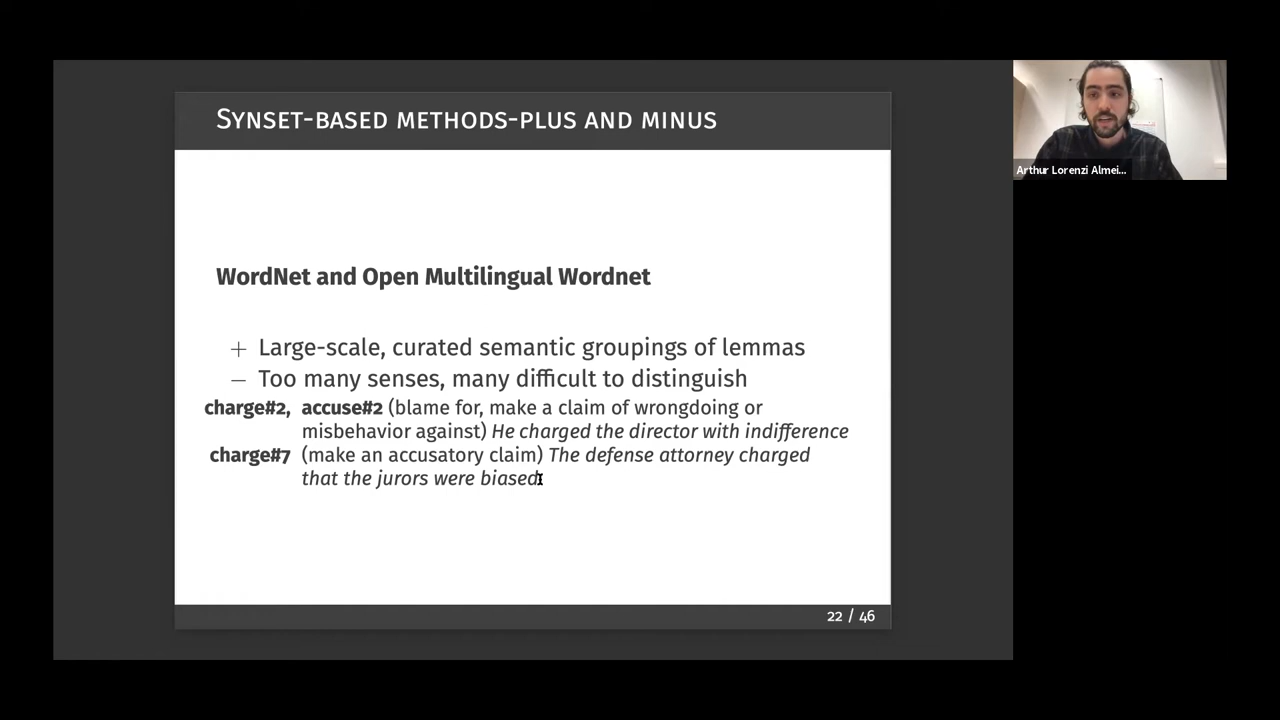 Synset-based methods-plus and minus
Arthur Lorenzi Almei...
WordNet and Open Multilingual Wordnet
+ Large-scale, curated semantic groupings of lemmas
− Too many senses, many difficult to distinguish
charge#2, accuse#2 (blame for, make a claim of wrongdoing or
misbehavior against) He charged the director with indifference
charge#7 (make an accusatory claim) The defense attorney charged
that the jurors were biased
22 / 46